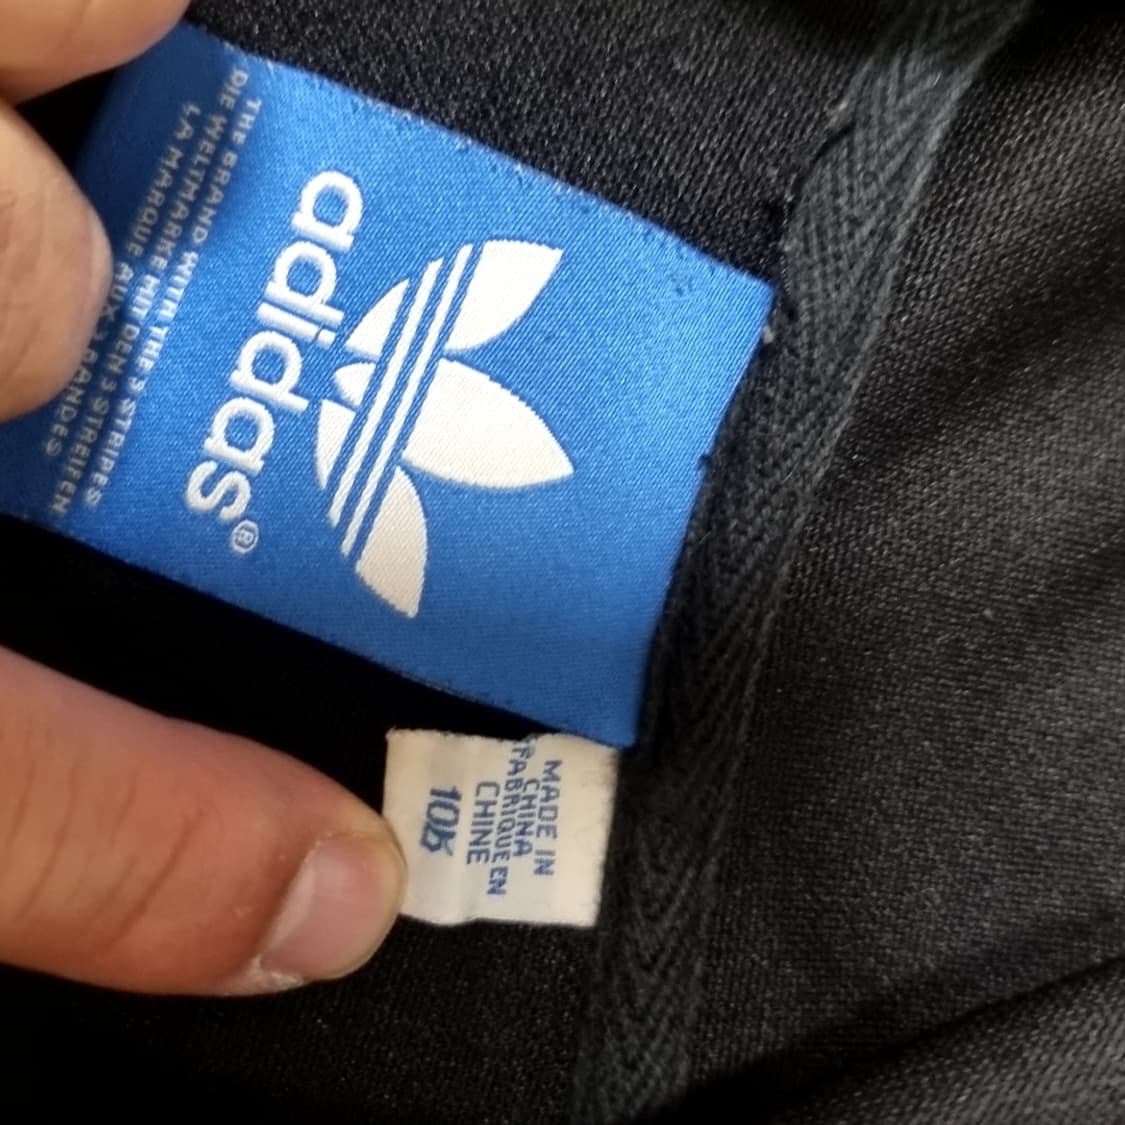 adidas®
THE BRAND WITH THE 3 STRIPES
DIE WELTMARKE MIT DEN 3 STREIFEN
LA MARQUE AUX 3 BANDES
MADE IN
CHINA
FABRIQUE EN
CHINE